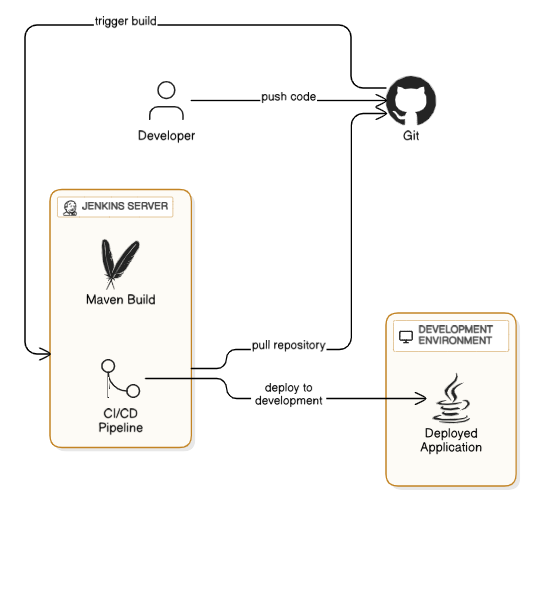 trigger build
push code
Developer
Git
JENKINS SERVER
Maven Build
pull repository
DEVELOPMENT
ENVIRONMENT
deploy to
development
CI/CD
Pipeline
Deployed
Application